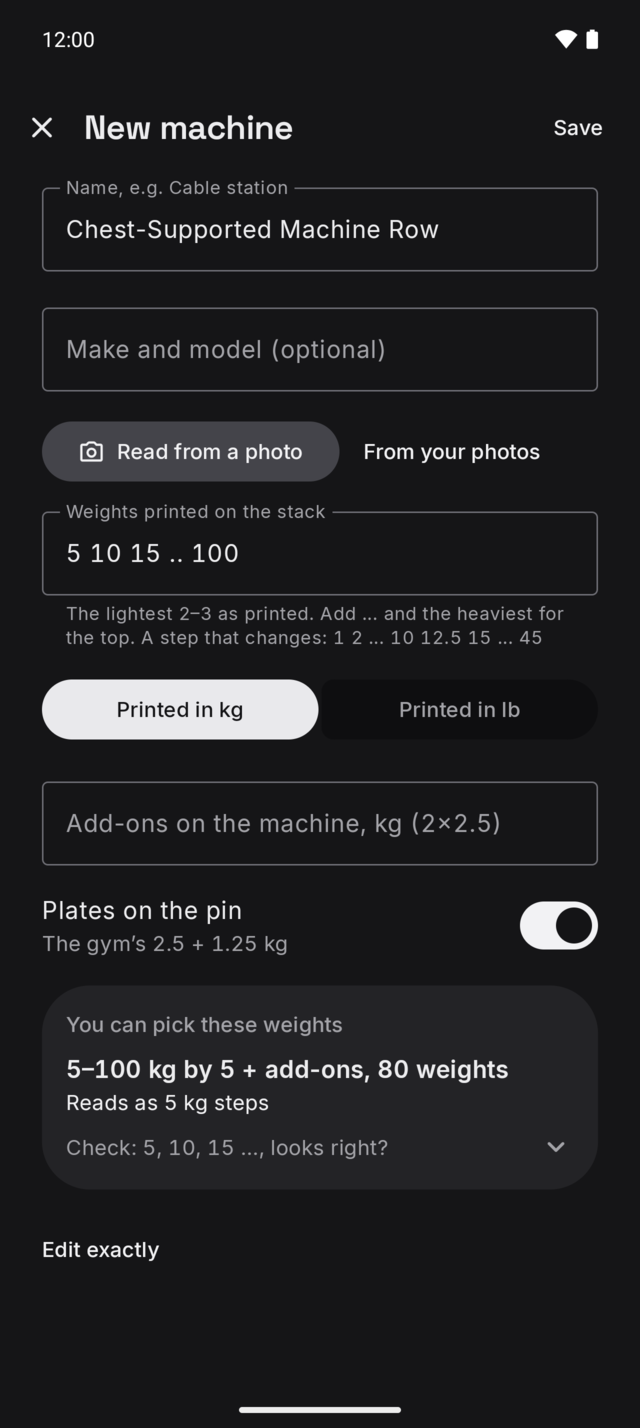 12:00
New machine
Save
Name, e.g. Cable station
Chest-Supported Machine Row
Make and model (optional)
Read from a photo
From your photos
Weights printed on the stack
5 10 15 .. 100
The lightest 2–3 as printed. Add ... and the heaviest for
the top. A step that changes: 1 2 ... 10 12.5 15 ... 45
Printed in kg
Printed in lb
Add-ons on the machine, kg (2×2.5)
Plates on the pin
The gym’s 2.5 + 1.25 kg
You can pick these weights
5–100 kg by 5 + add-ons, 80 weights
Reads as 5 kg steps
Check: 5, 10, 15 ..., looks right?
Edit exactly